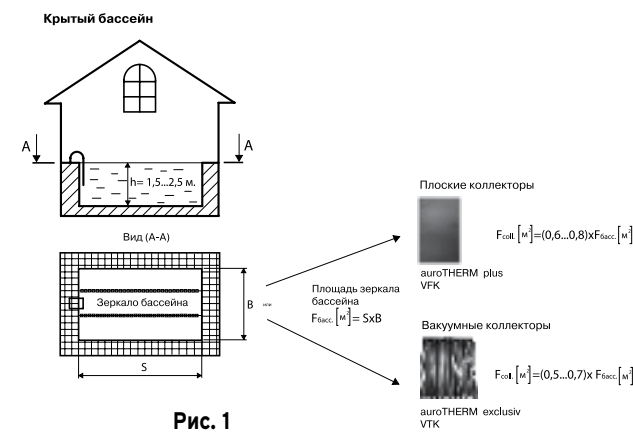 Крытый бассейн
A
A
h= 1,5...2,5 м.
Вид (А-А)
Зеркало бассейна
B
или
S
Площадь зеркала
бассейна
Fбасс. [м²]= SxB
Плоские коллекторы
Fcoll. [м²]=(0,6...0,8)xFбасс. [м²]
auroTHERM plus
VFK
Вакуумные коллекторы
Fcoll. [м²]=(0,5...0,7)x Fбасс. [м²]
auroTHERM exclusiv
VTK
Рис. 1